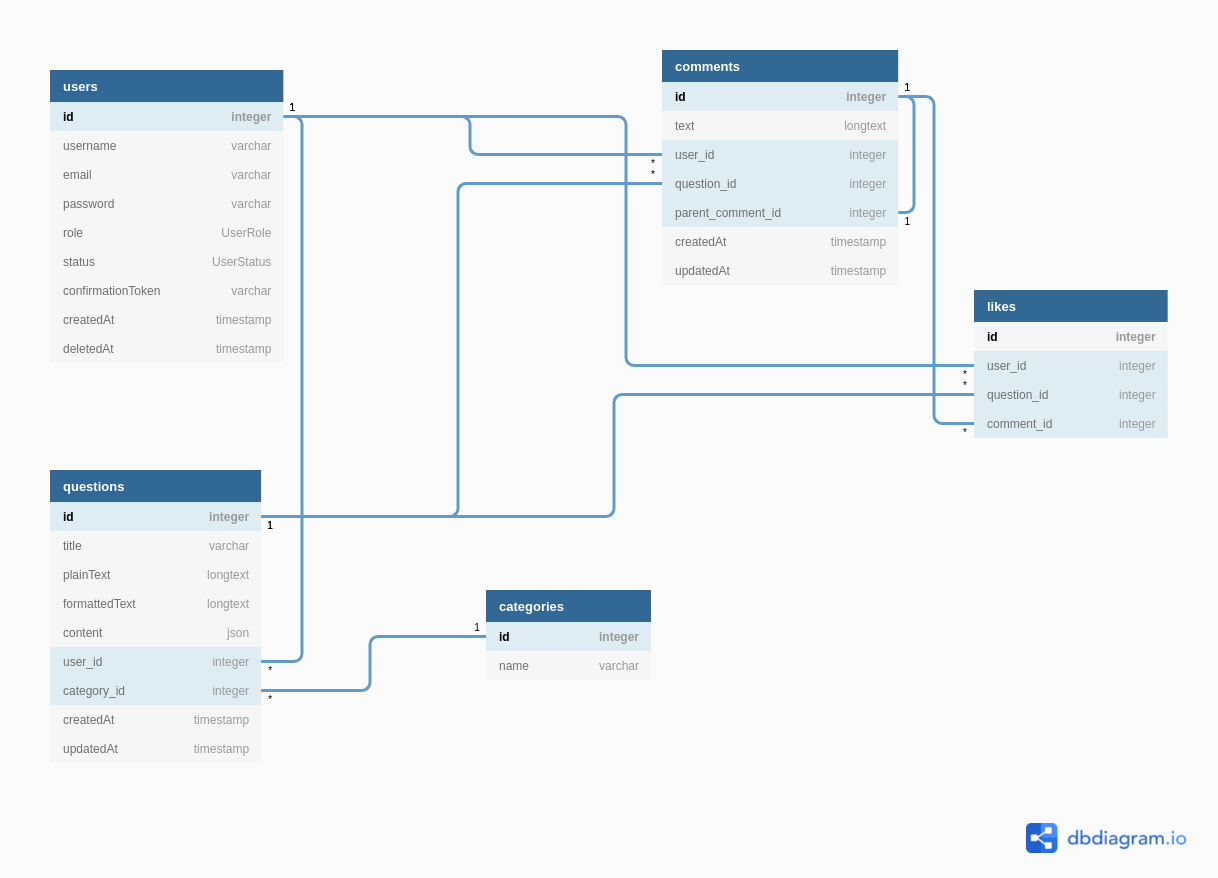 users
id integer
username varchar
email varchar
password varchar
role UserRole
status UserStatus
confirmationToken varchar
createdAt timestamp
deletedAt timestamp
1
comments
id integer
text longtext
user_id integer
question_id integer
parent_comment_id integer
createdAt timestamp
updatedAt timestamp
1
*
*
1
likes
id integer
user_id integer
question_id integer
comment_id integer
*
*
*
questions
id integer
title varchar
plainText longtext
formattedText longtext
content json
user_id integer
category_id integer
createdAt timestamp
updatedAt timestamp
1
*
*
categories
id integer
name varchar
1
dbdiagram.io